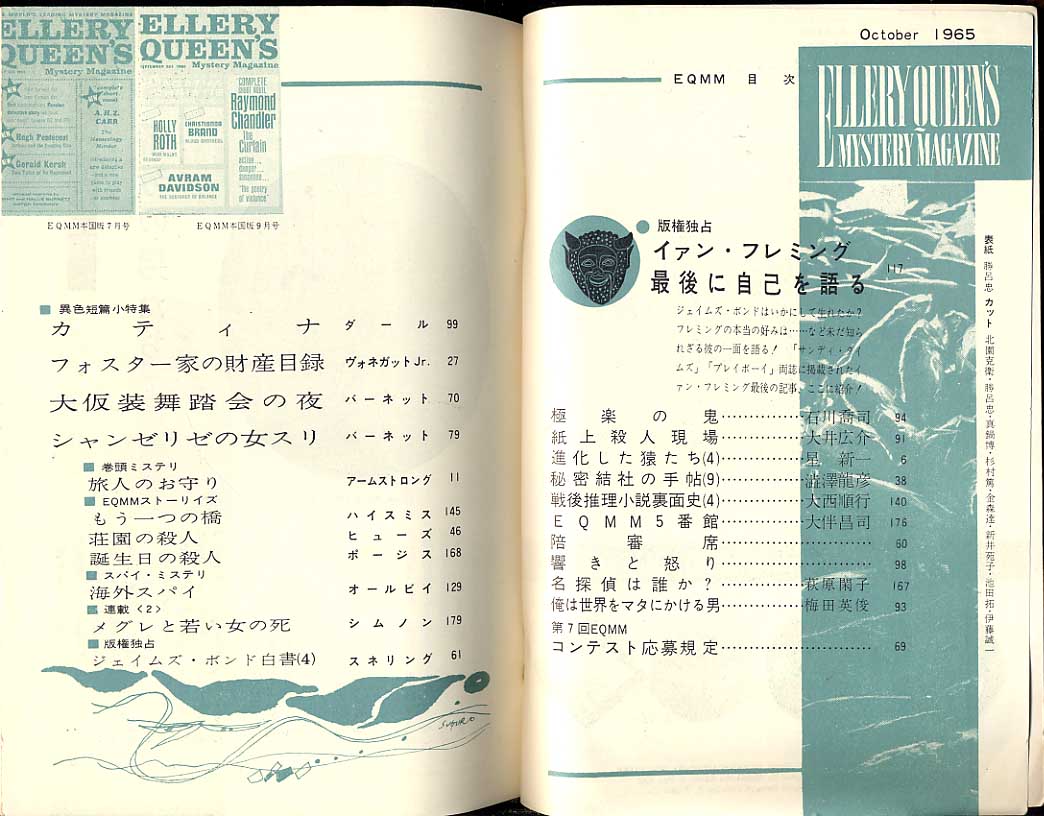 ELLERY
QUEEN'S
Mystery Magazine
A.H.Z.
CARR
Hugh Pentecost
Gerald Kersh
ELLERY
QUEEN'S
Mystery Magazine
HOLLY
ROTH
CHRISTIANNA
BRAND
COMPLETE
SHORT NOVEL
Raymond
Chandler
The
Curtain
action...
danger...
suspense...
"the poetry
of violence"
AVRAM
DAVIDSON
EQMM本国版7月号
EQMM本国版9月号
異色短篇小特集
カティナ ダール 99
フォスター家の財産目録 ヴォネガットJr. 27
大仮装舞踏会の夜 バーネット 70
シャンゼリゼの女スリ バーネット 79
巻頭ミステリ
旅人のお守り アームストロング 11
EQMMストーリイズ
もう一つの橋 ハイスミス 145
荘園の殺人 ヒューズ 46
誕生日の殺人 ポージス 168
スパイ・ミステリ
海外スパイ オールビイ 129
連載〈2〉
メグレと若い女の死 シムノン 179
版権独占
ジェイムズ・ボンド白書(4) スネリング 61
October 1965
EQMM 目次
ELLERY QUEEN'S
MYSTERY MAGAZINE
版権独占
イアン・フレミング
最後に自己を語る 117
ジェイムズ・ボンドはいかにして生れたか?
フレミングの本当の好みは……など未だ知ら
れざる彼の一面を語る! 「サンディ・タイ
ムズ」「プレイボーイ」両誌に掲載されたイ
アン・フレミング最後の記事、ここに紹介!
極楽の鬼……………石川喬司 94
紙上殺人現場……………大井広介 91
進化した猿たち(4)……………星新一 6
秘密結社の手帖(9)……………澁澤龍彦 38
戦後推理小説裏面史(4)……………大西順行 140
EQMM5番館……………大伴昌司 176
陪審席…………………………60
響きと怒り…………………………98
名探偵は誰か?……………萩原閑子 167
俺は世界をマタにかける男……………梅田英俊 93
第7回EQMM
コンテスト応募規定…………………………69
表紙 勝呂忠 カット 北園克衛・勝呂忠・真鍋博・杉村篤・金森達・新井苑子・池田拓・伊藤誠一